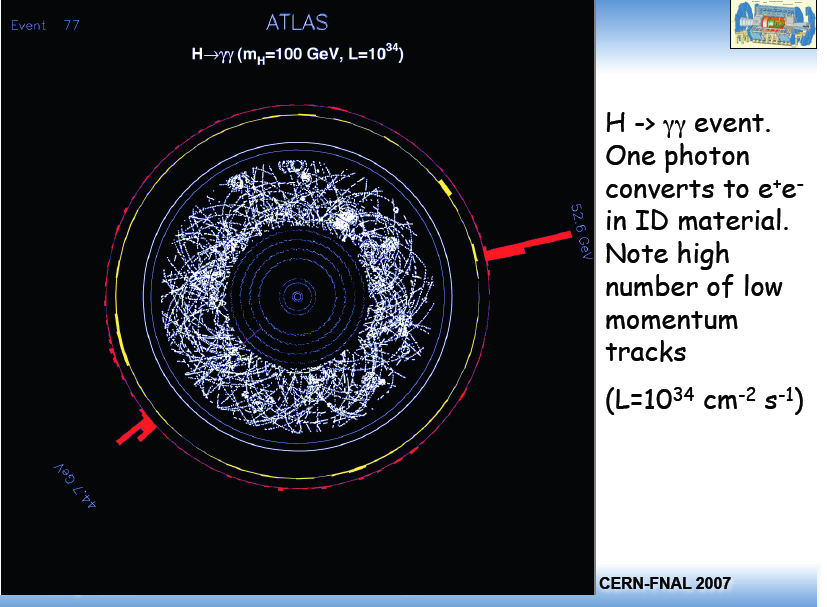 Event 77
ATLAS
H→γγ (mH=100 GeV, L=10³⁴)
52.6 GeV
44.7 GeV
H -> γγ event.
One photon
converts to e⁺e⁻
in ID material.
Note high
number of low
momentum
tracks
(L=10³⁴ cm⁻² s⁻¹)
CERN-FNAL 2007